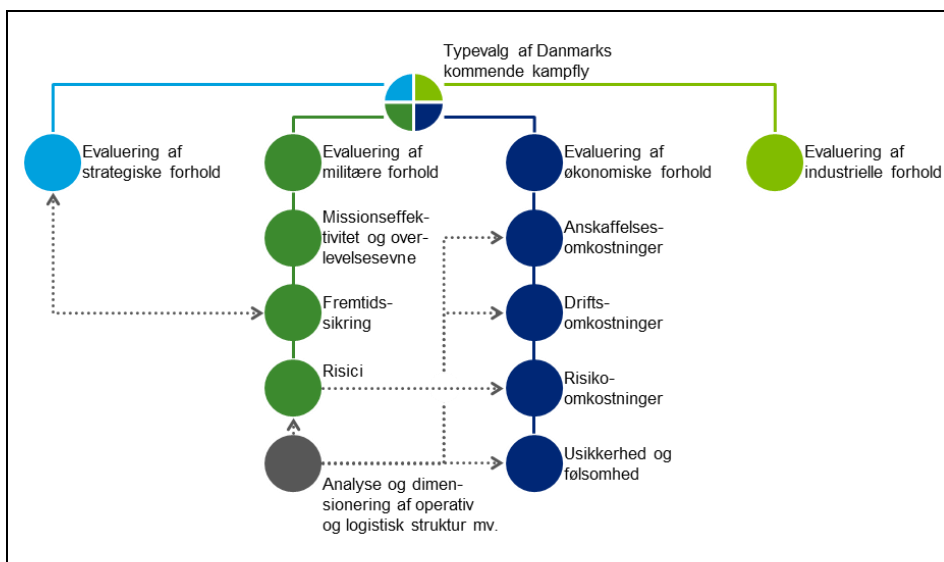 Typevalg af Danmarks
kommende kampfly
Evaluering af
strategiske forhold
Evaluering af
militære forhold
Evaluering af
økonomiske forhold
Evaluering af
industrielle forhold
Missionseffek-
tivitet og over-
levelsesevne
Anskaffelses-
omkostninger
Fremtids-
sikring
Drifts-
omkostninger
Risici
Risiko-
omkostninger
Analyse og dimen-
sionering af operativ
og logistisk struktur mv.
Usikkerhed og
følsomhed